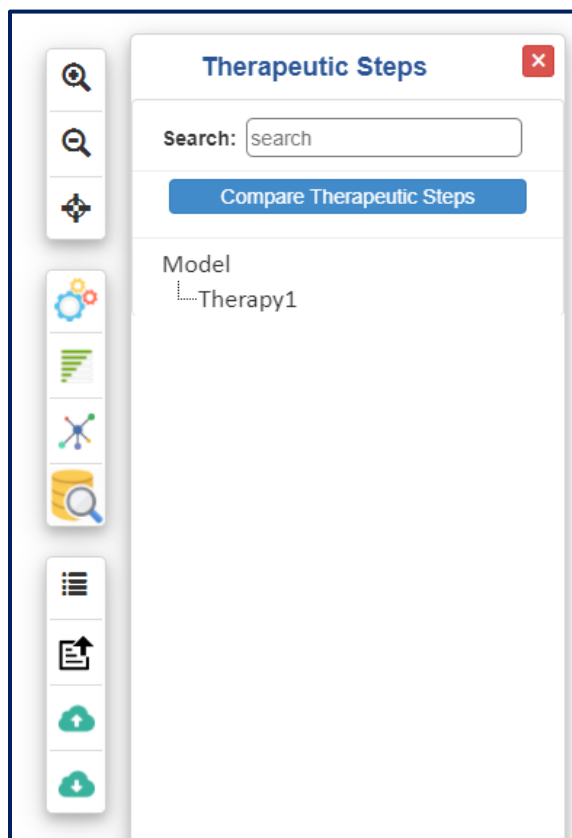 Therapeutic Steps
Search: search
Compare Therapeutic Steps
Model
Therapy1